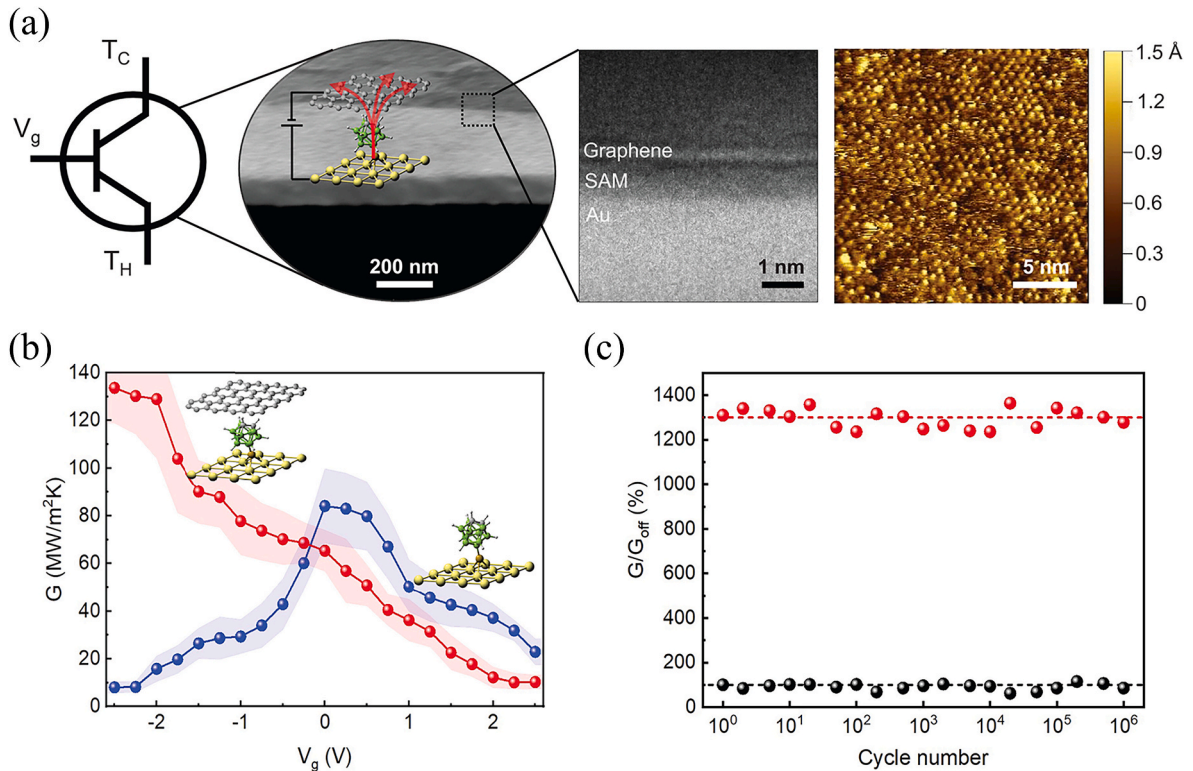 (a)
T_C
V_g
T_H
200 nm
Graphene
SAM
Au
1 nm
5 nm
1.5 Å
1.2
0.9
0.6
0.3
0
(b)
140
120
100
80
60
40
20
0
G (MW/m²K)
-2
-1
0
1
2
V_g (V)
(c)
1400
1200
1000
800
600
400
200
0
G/G_off (%)
10⁰
10¹
10²
10³
10⁴
10⁵
10⁶
Cycle number